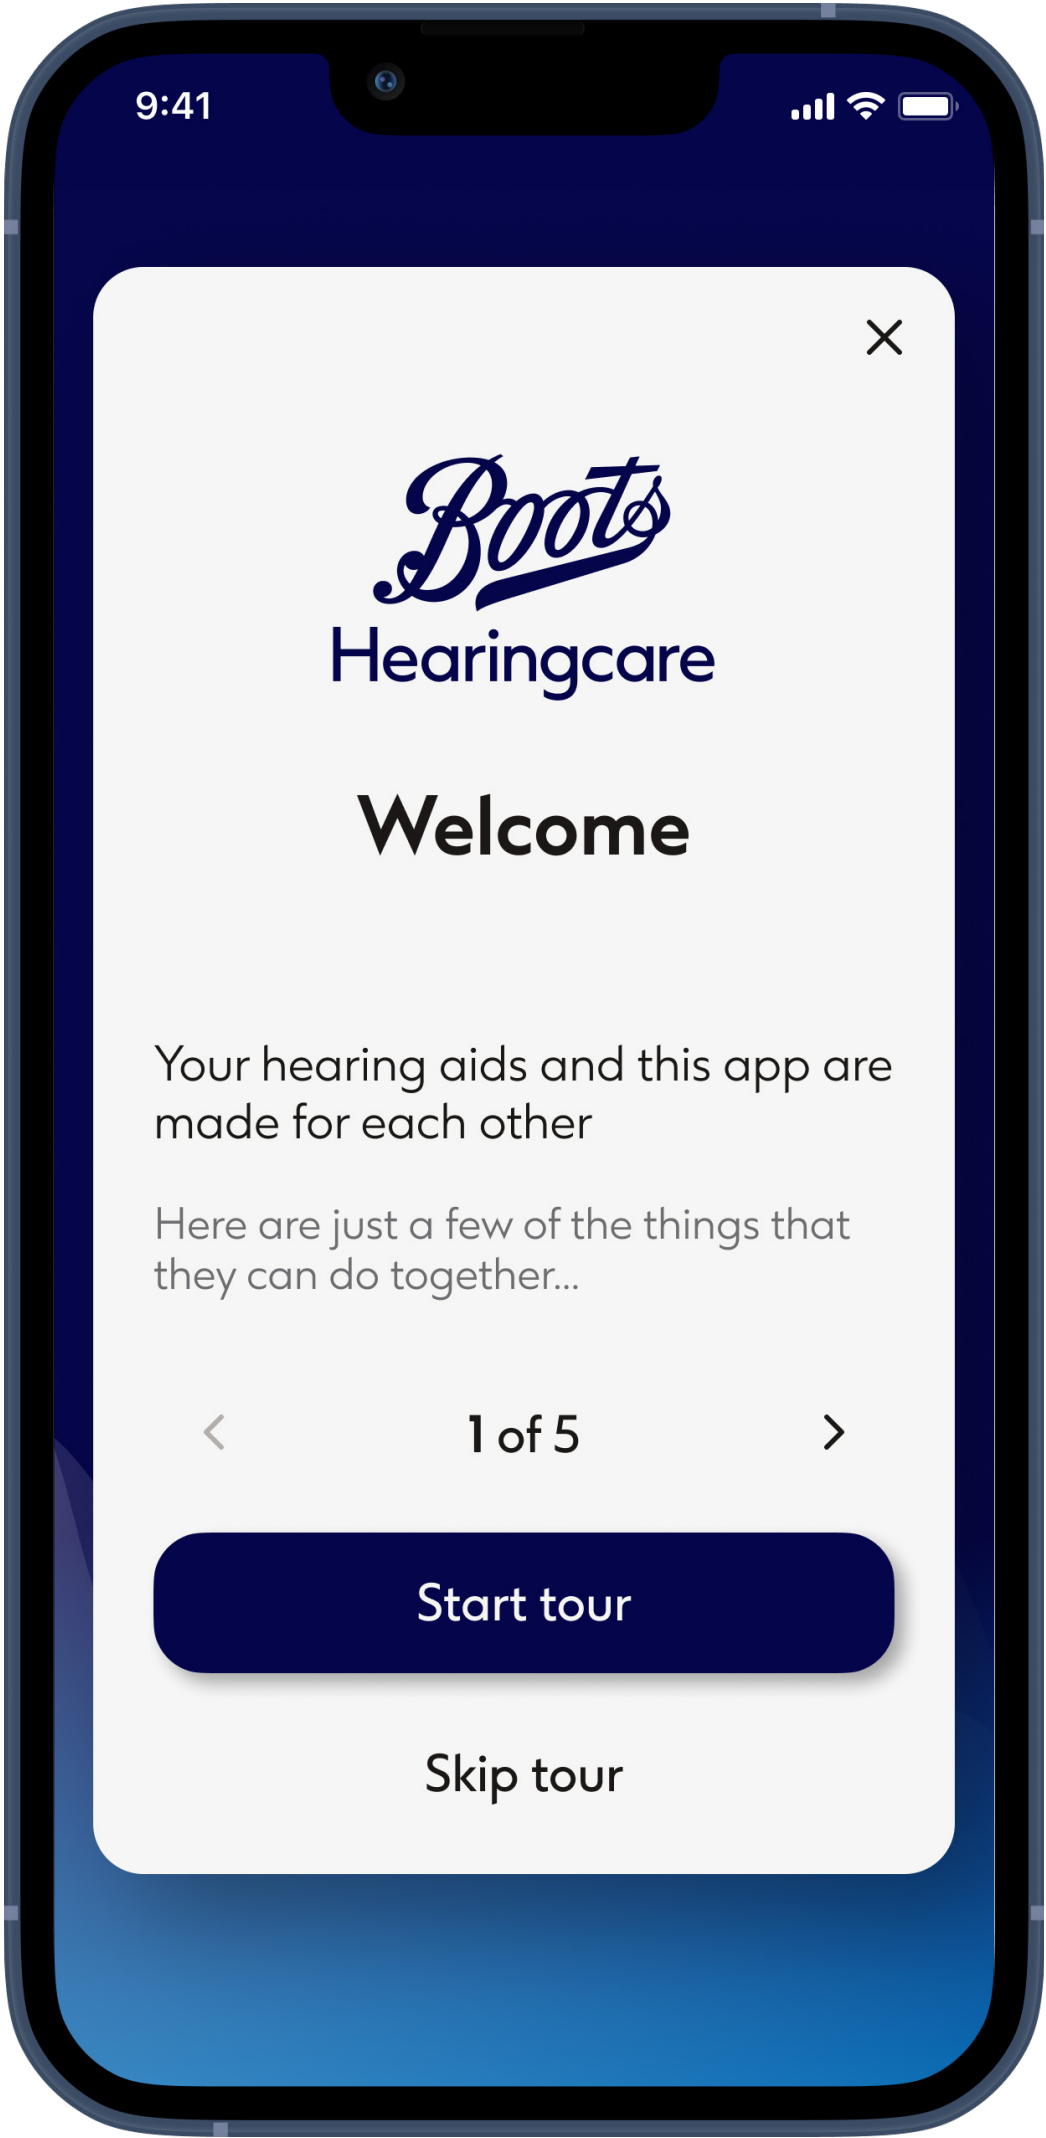 9:41
Boots
Hearingcare
Welcome
Your hearing aids and this app are
made for each other
Here are just a few of the things that
they can do together...
1 of 5
Start tour
Skip tour